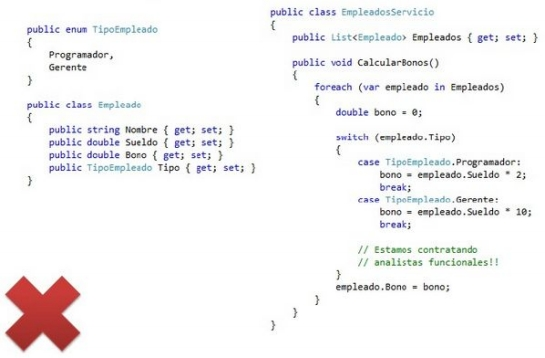 public enum TipoEmpleado
{
Programador,
Gerente
}
public class Empleado
{
public string Nombre { get; set; }
public double Sueldo { get; set; }
public double Bono { get; set; }
public TipoEmpleado Tipo { get; set; }
}
public class EmpleadosServicio
{
public List<Empleado> Empleados { get; set; }
public void CalcularBonos()
{
foreach (var empleado in Empleados)
{
double bono = 0;
switch (empleado.Tipo)
{
case TipoEmpleado.Programador:
bono = empleado.Sueldo * 2;
break;
case TipoEmpleado.Gerente:
bono = empleado.Sueldo * 10;
break;
// Estamos contratando
// analistas funcionales!!
}
empleado.Bono = bono;
}
}
}